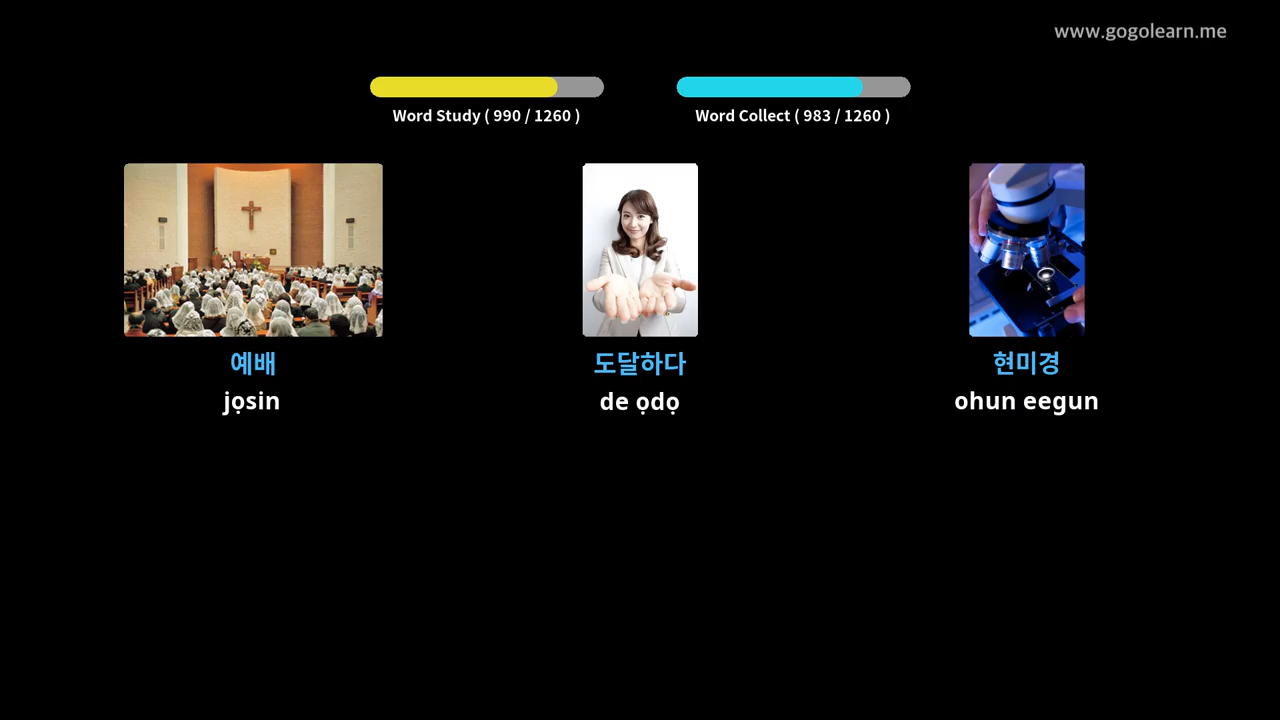 www.gogolearn.me
Word Study ( 990 / 1260 )
Word Collect ( 983 / 1260 )
예배
도달하다
현미경
jọsin
de ọdọ
ohun eegun